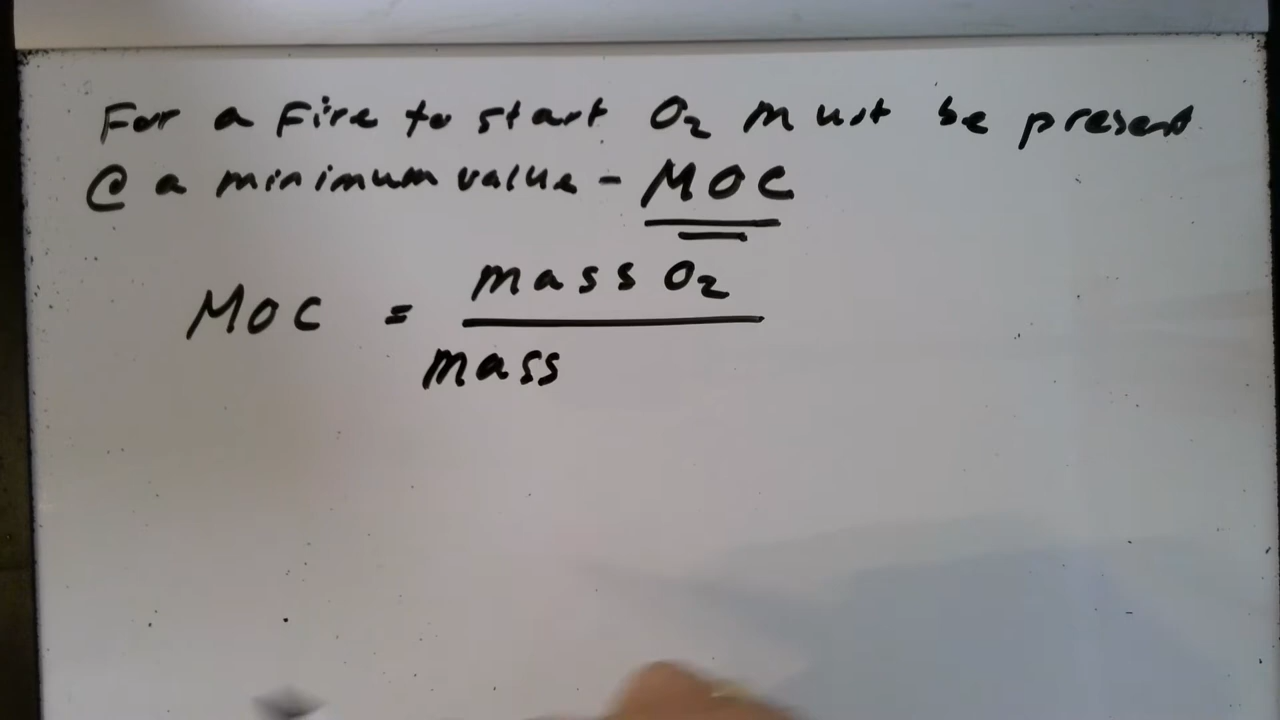 For a Fire to start O₂ must be present
@ a minimum value - MOC
MOC = mass O₂
mass